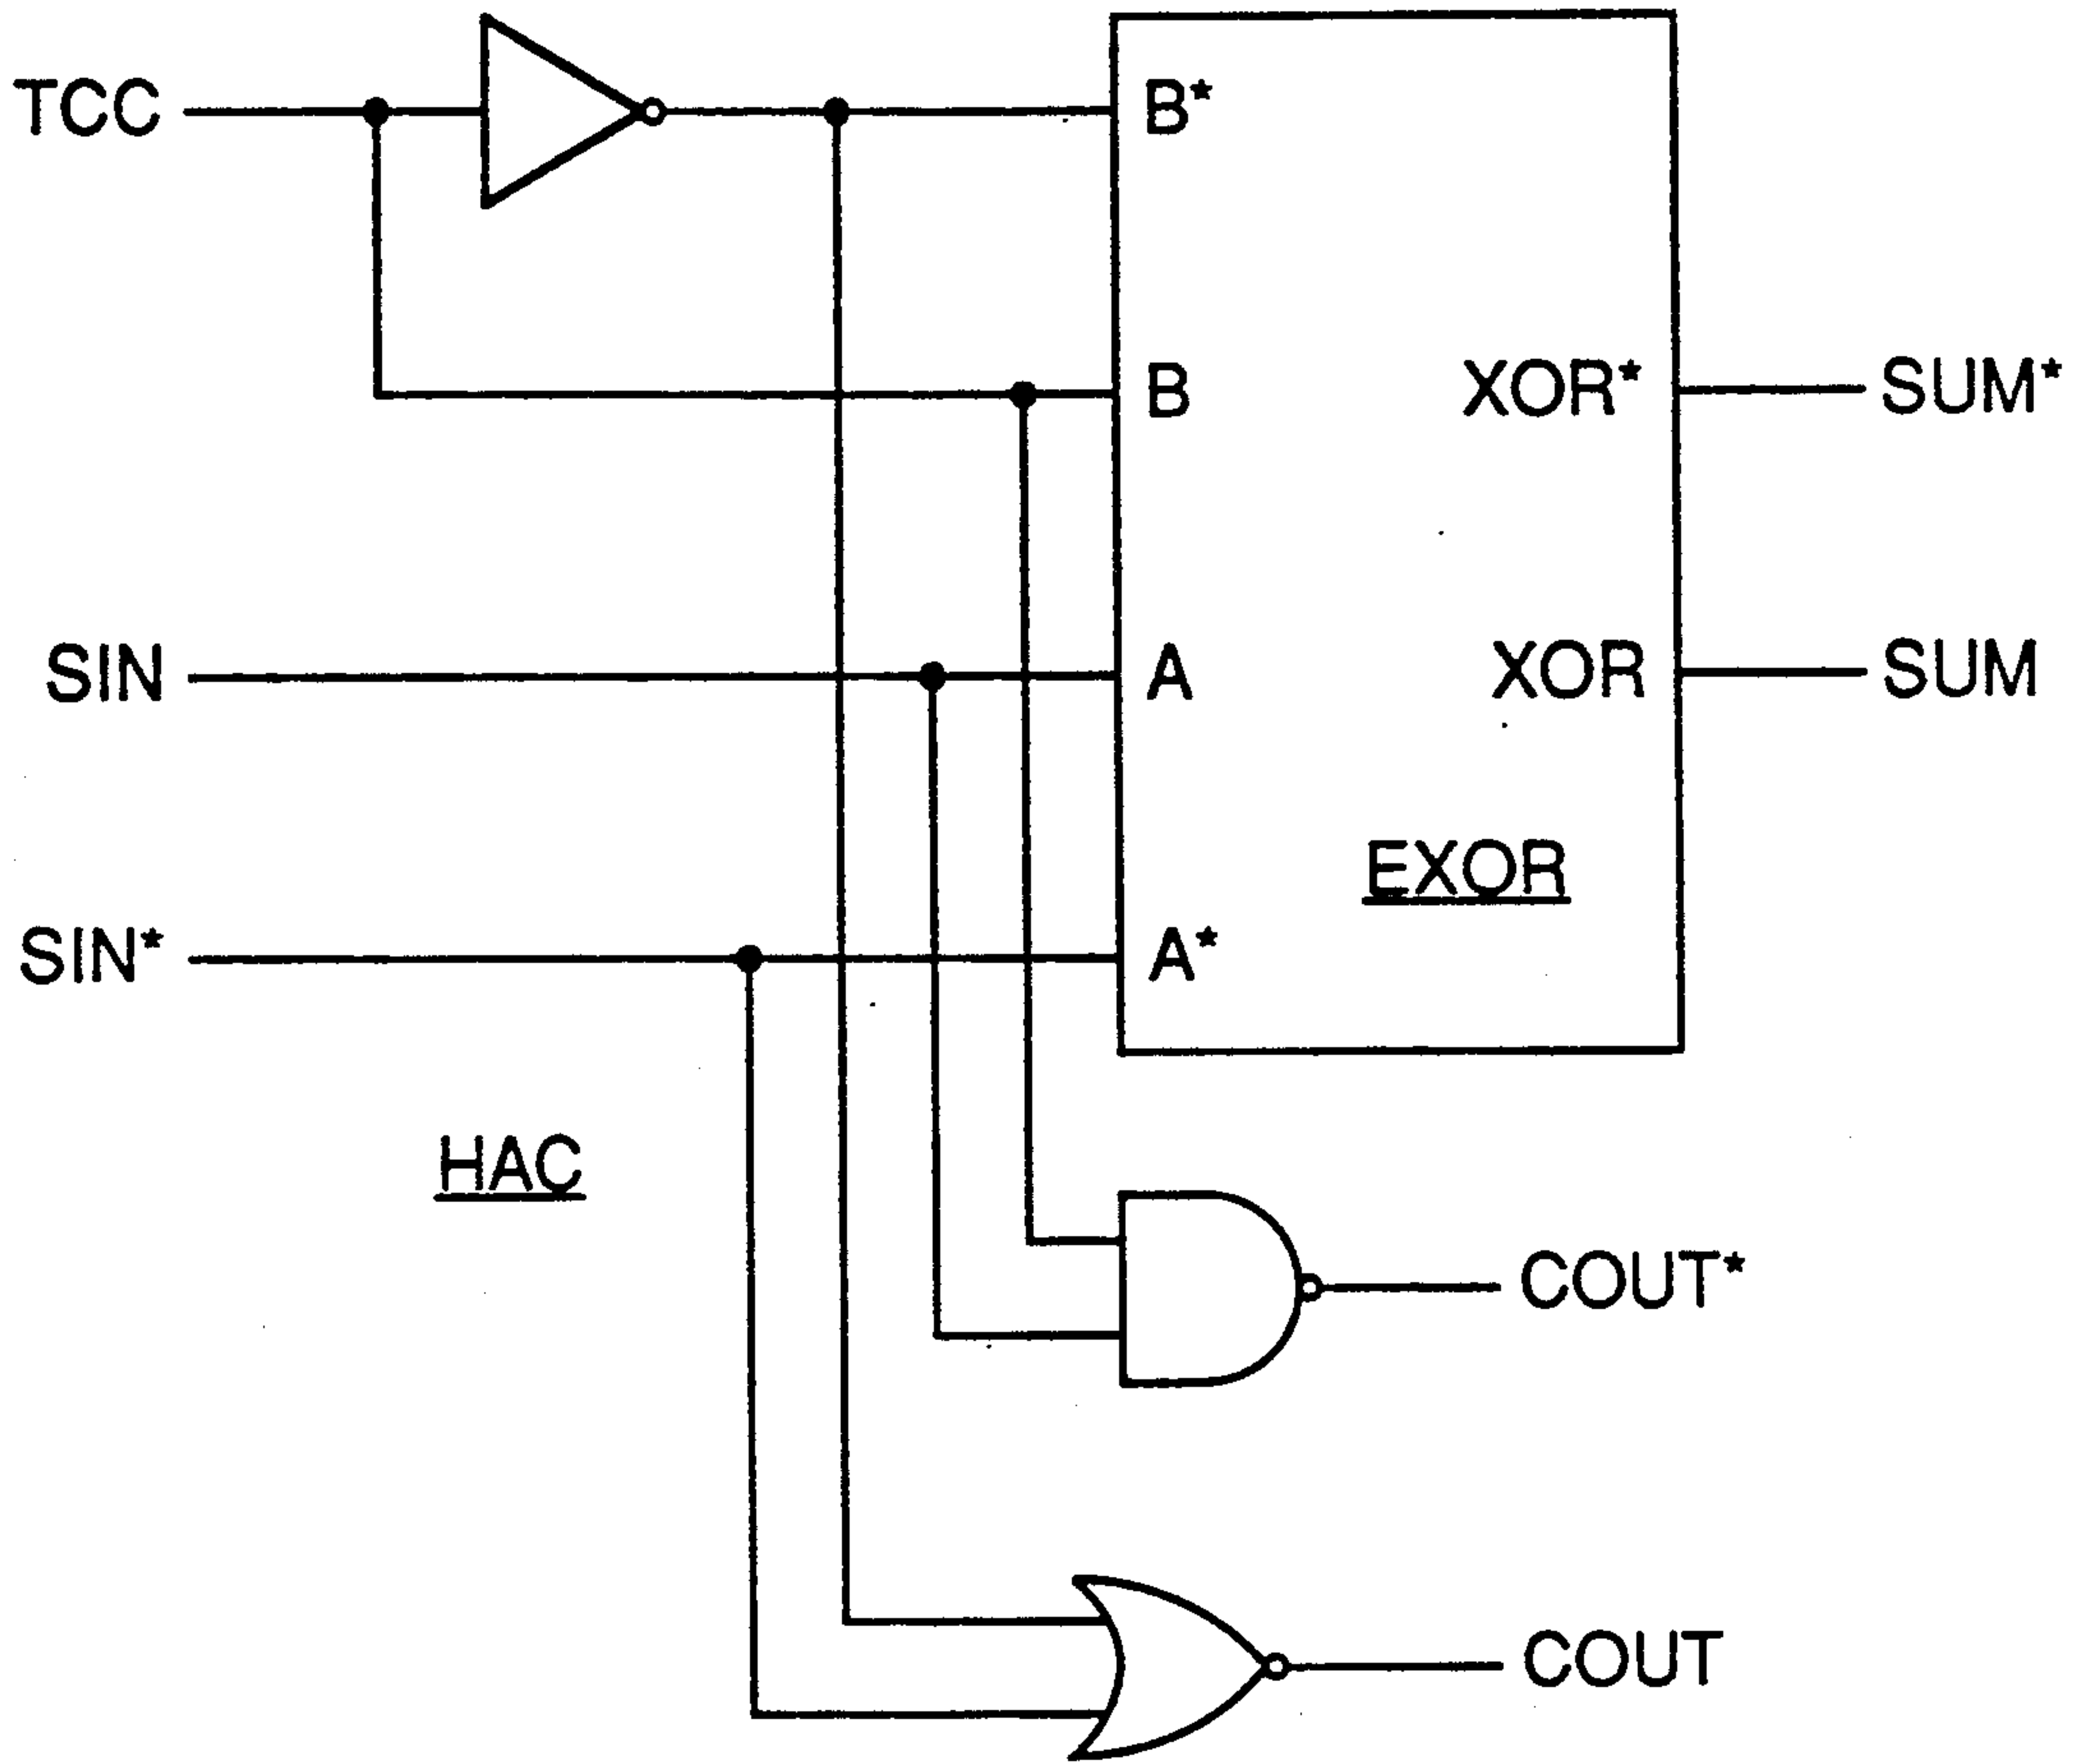 TCC
B*
B
XOR*
SUM*
SIN
A
XOR
SUM
EXOR
SIN*
A*
HAC
COUT*
COUT